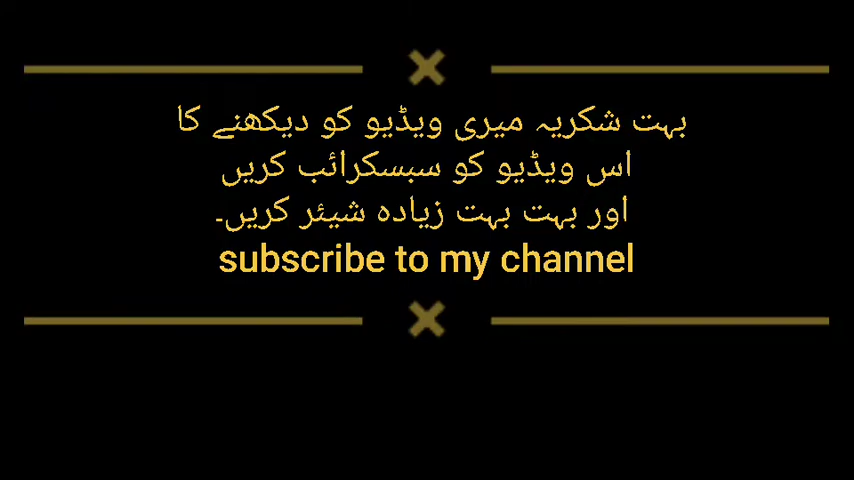 بہت شکریہ میری ویڈیو کو دیکھنے کا
اس ویڈیو کو سبسکرائب کریں
اور بہت بہت زیادہ شیئر کریں۔
subscribe to my channel